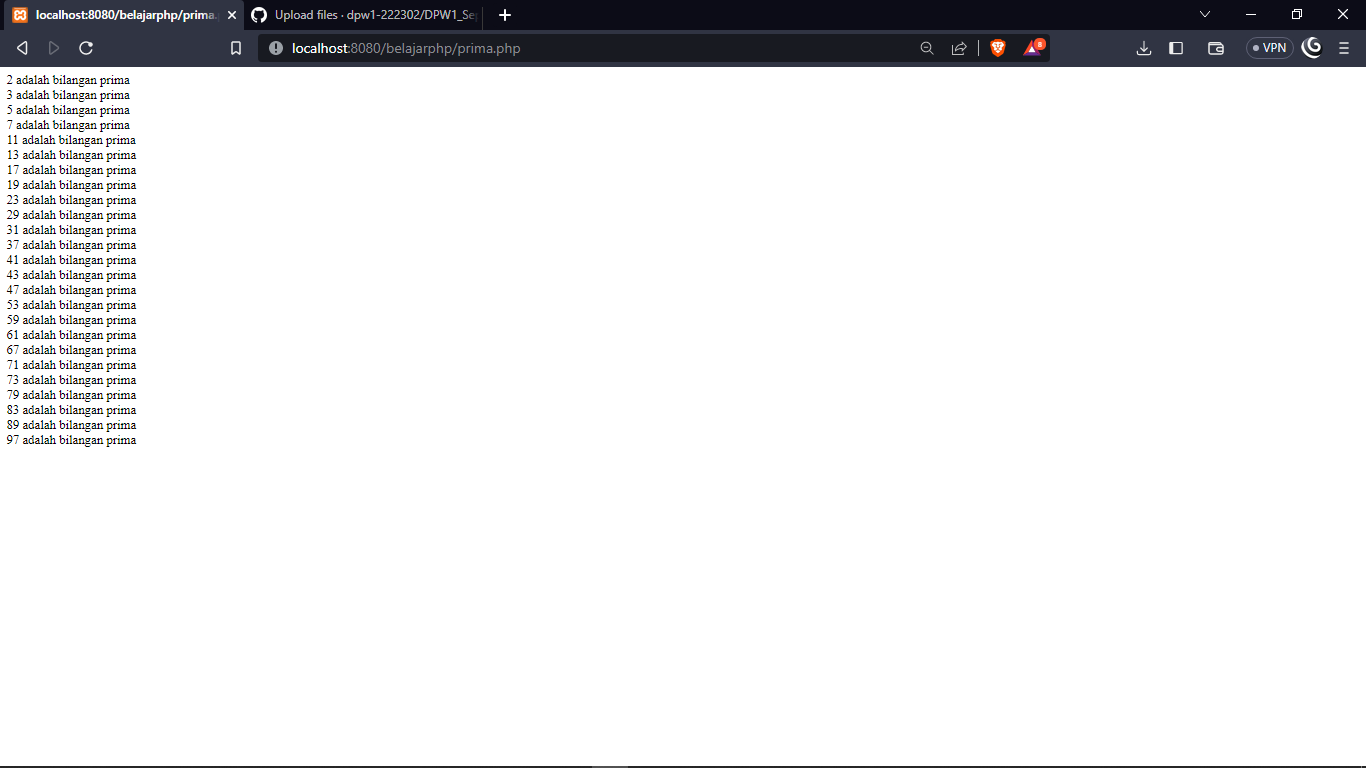 localhost:8080/belajarphp/prima.
Upload files · dpw1-222302/DPW1_Se
localhost:8080/belajarphp/prima.php
8
VPN
2 adalah bilangan prima
3 adalah bilangan prima
5 adalah bilangan prima
7 adalah bilangan prima
11 adalah bilangan prima
13 adalah bilangan prima
17 adalah bilangan prima
19 adalah bilangan prima
23 adalah bilangan prima
29 adalah bilangan prima
31 adalah bilangan prima
37 adalah bilangan prima
41 adalah bilangan prima
43 adalah bilangan prima
47 adalah bilangan prima
53 adalah bilangan prima
59 adalah bilangan prima
61 adalah bilangan prima
67 adalah bilangan prima
71 adalah bilangan prima
73 adalah bilangan prima
79 adalah bilangan prima
83 adalah bilangan prima
89 adalah bilangan prima
97 adalah bilangan prima